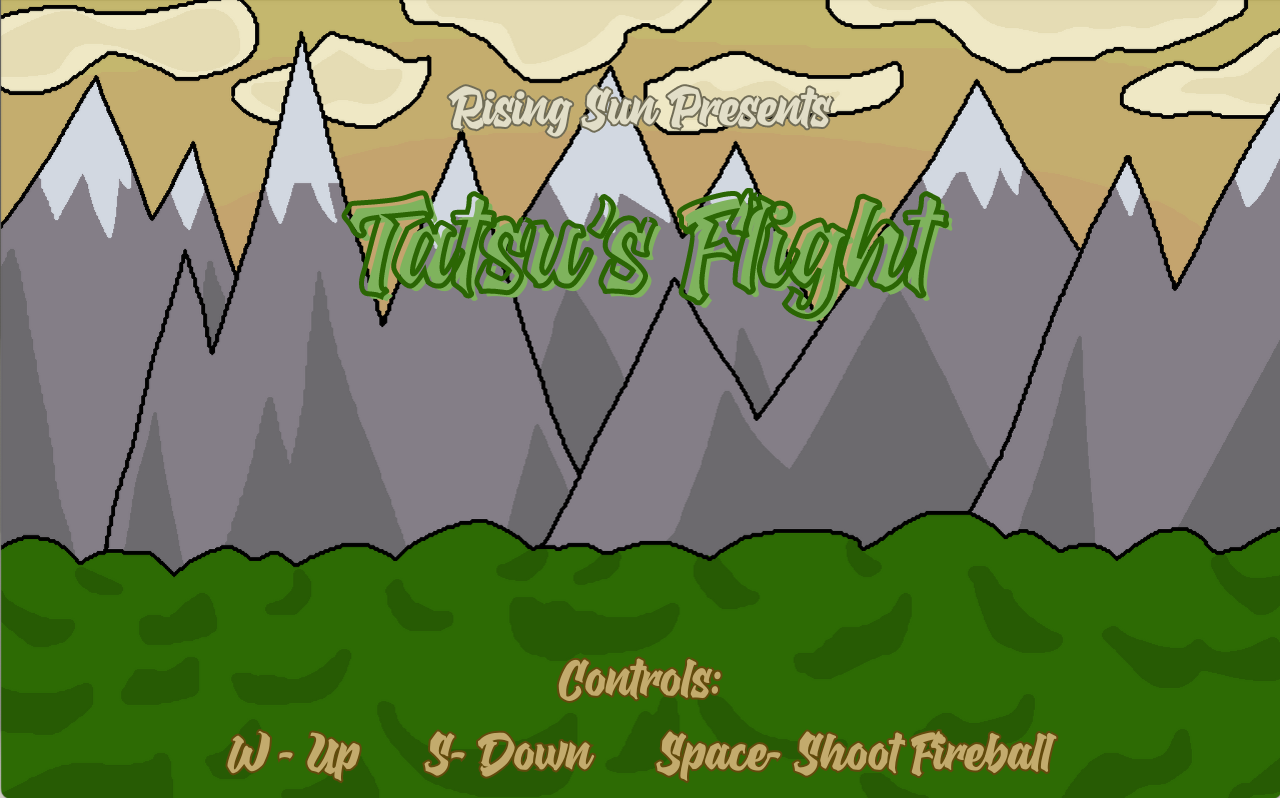 Rising Sun Presents
Tatsu's Flight
Controls:
W - Up S- Down Space- Shoot Fireball